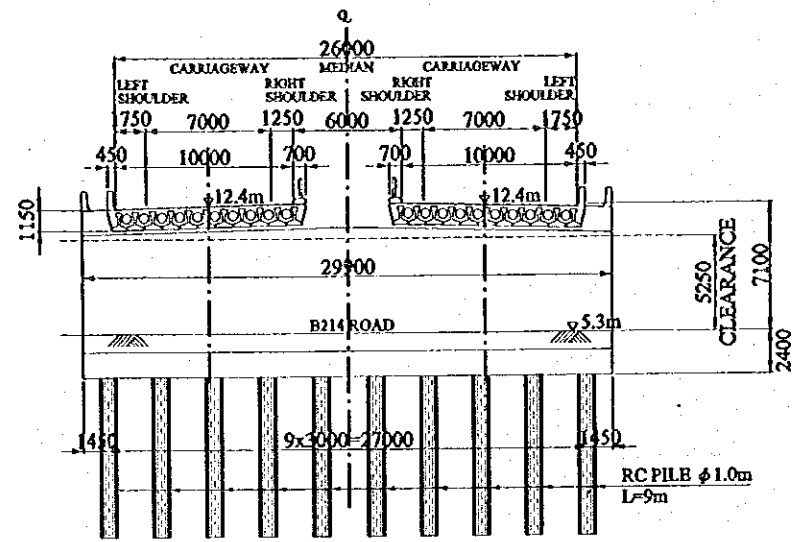 ℄
26000
CARRIAGEWAY MEDIAN CARRIAGEWAY
LEFT SHOULDER RIGHT SHOULDER RIGHT SHOULDER LEFT SHOULDER
1750 7000 1250 6000 1250 7000 1750
450 10000 700 700 10000 450
12.4m 12.4m
1150
29900
5250
CLEARANCE
7100
B214 ROAD
5.3m
2400
1450 9x3000=27000 1450
RC PILE ϕ1.0m
L=9m